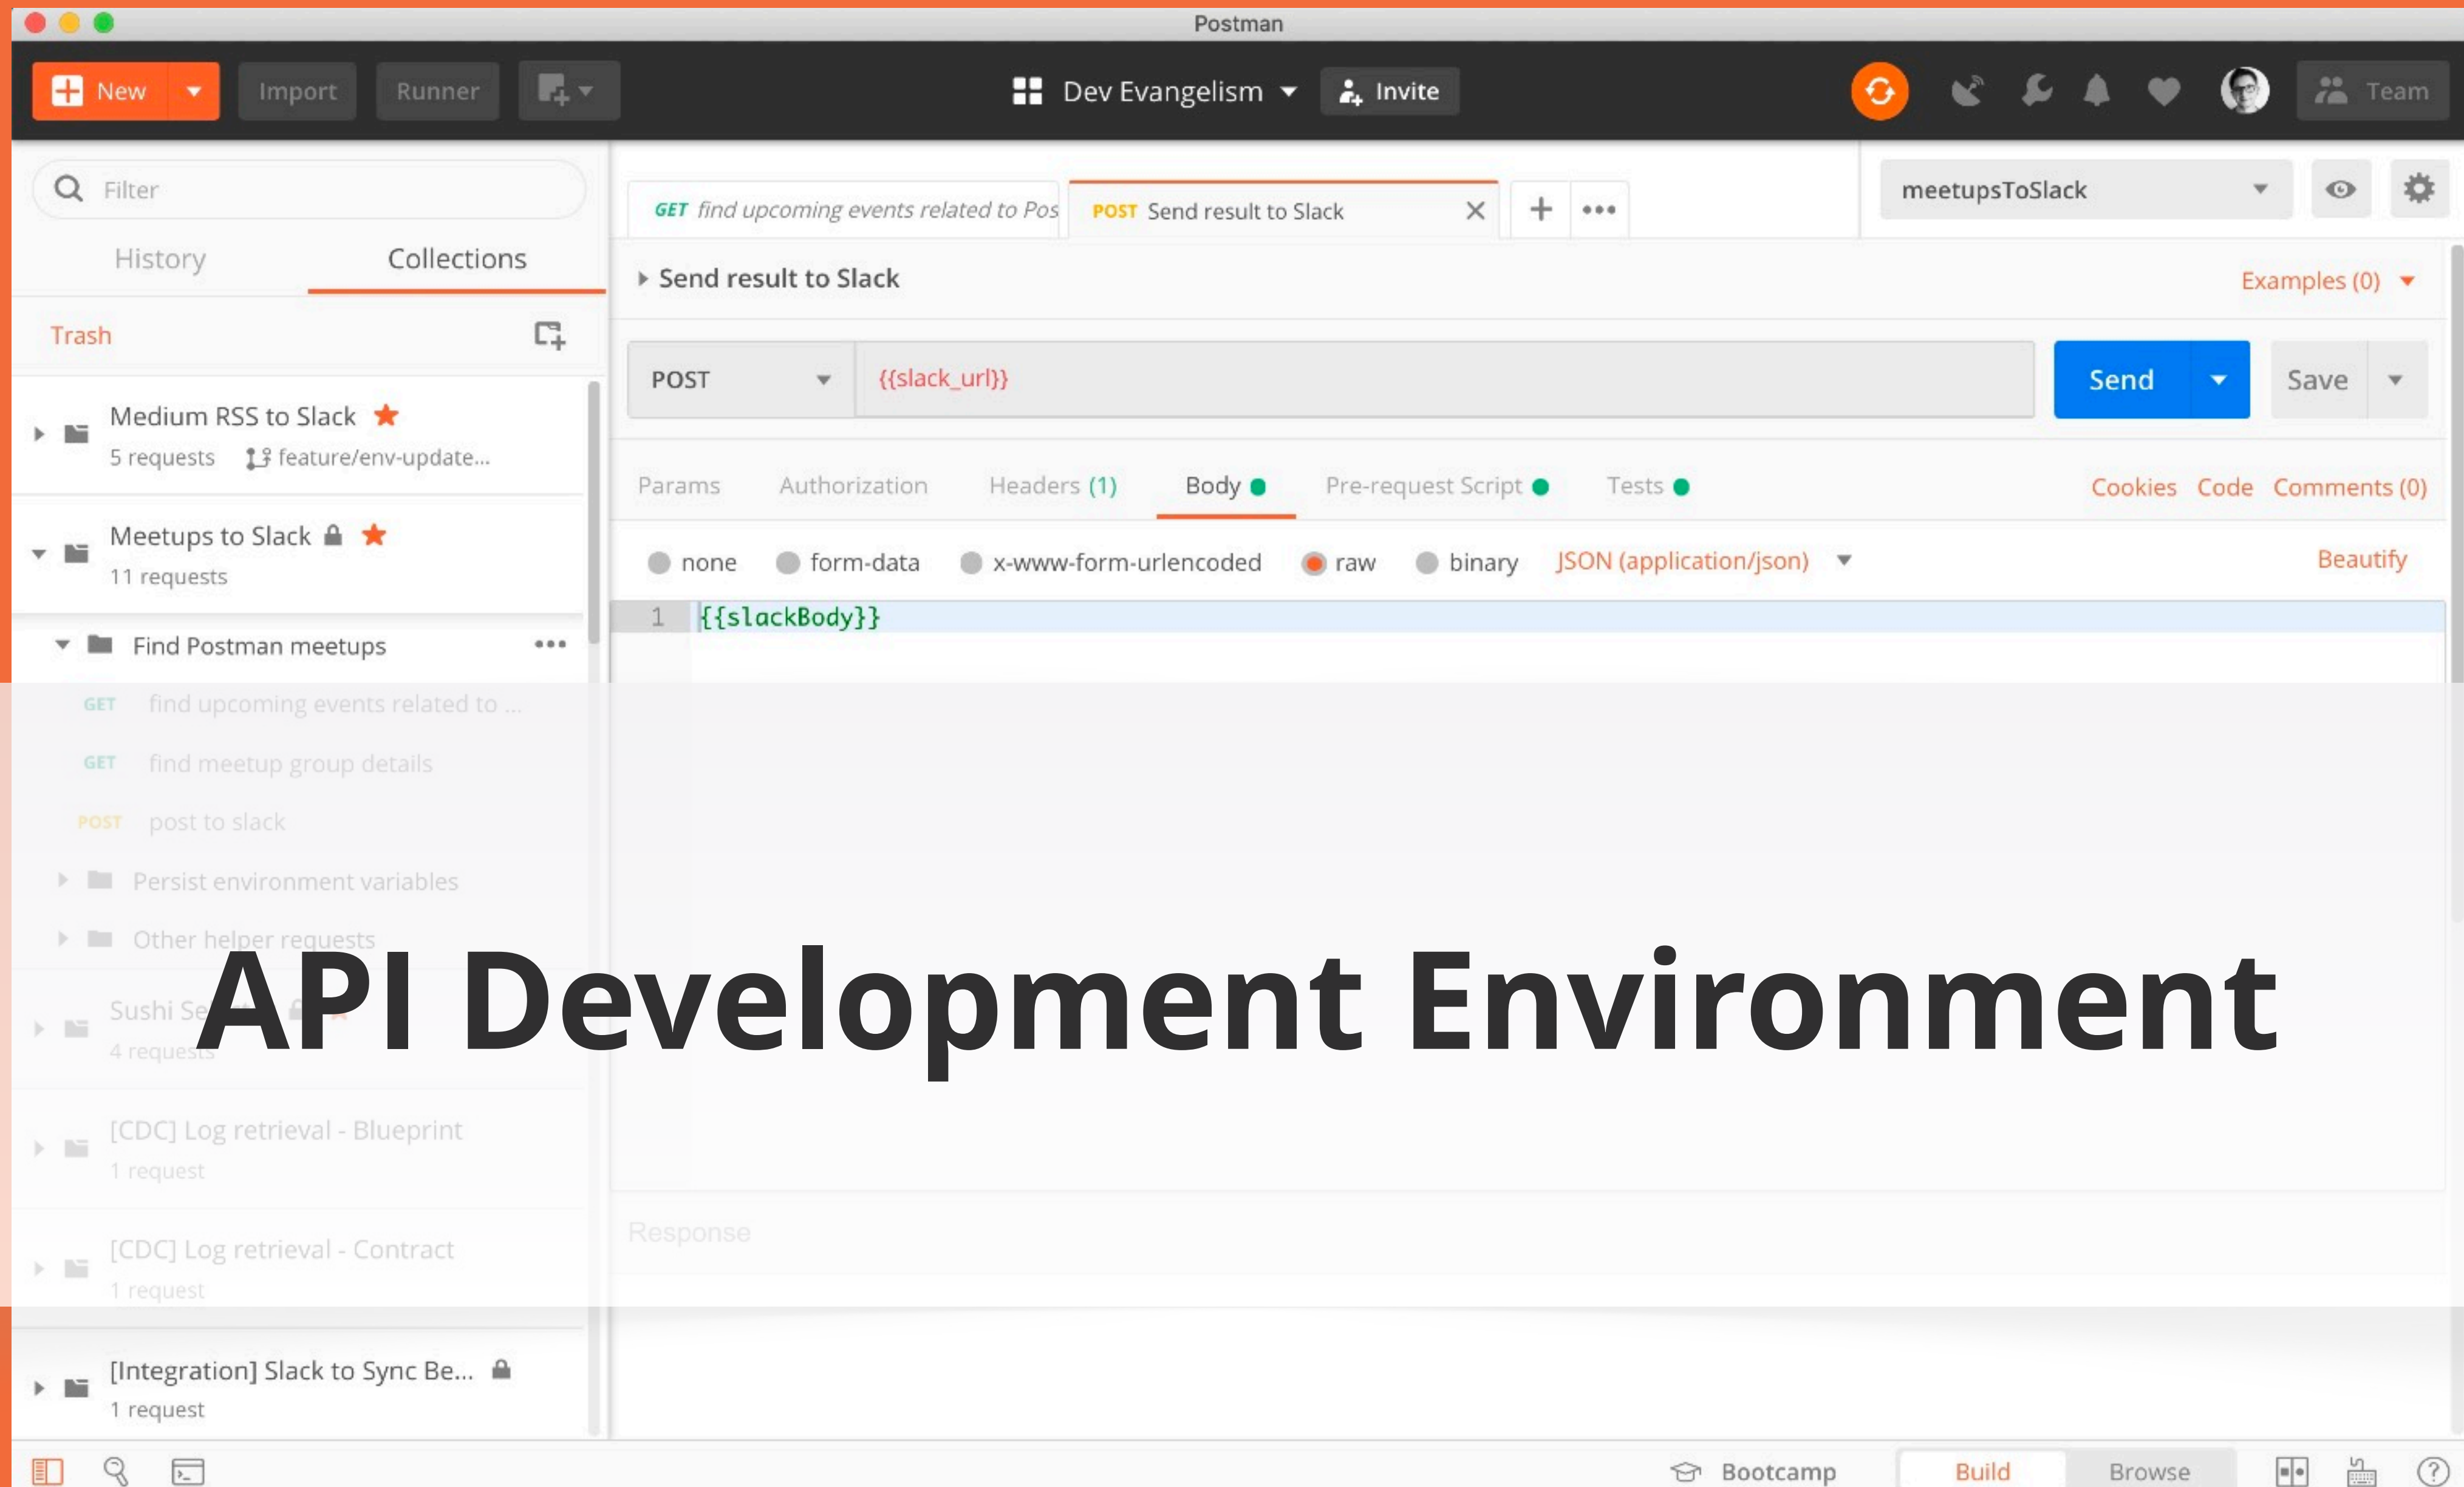 Postman
New
Import
Runner
Dev Evangelism
Invite
Team
Filter
History
Collections
Trash
Medium RSS to Slack
5 requests feature/env-update...
Meetups to Slack
11 requests
Find Postman meetups
GET find upcoming events related to ...
GET find meetup group details
POST post to slack
Persist environment variables
Other helper requests
4 requests
[CDC] Log retrieval - Blueprint
1 request
[CDC] Log retrieval - Contract
1 request
[Integration] Slack to Sync Be...
1 request
GET find upcoming events related to Pos
POST Send result to Slack
meetupsToSlack
Send result to Slack
Examples (0)
POST
{{slack_url}}
Send
Save
Params
Authorization
Headers (1)
Body
Pre-request Script
Tests
Cookies Code Comments (0)
none
form-data
x-www-form-urlencoded
raw
binary
JSON (application/json)
Beautify
1 {{slackBody}}
API Development Environment
Response
Bootcamp
Build
Browse